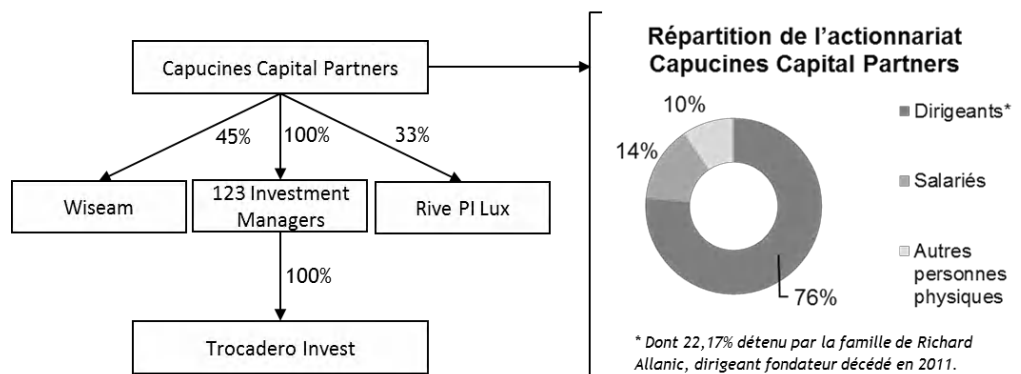 Capucines Capital Partners
45%
100%
33%
Wiseam
123 Investment
Managers
Rive PI Lux
100%
Trocadero Invest
Répartition de l'actionnariat
Capucines Capital Partners
10%
14%
76%
Dirigeants*
Salariés
Autres
personnes
physiques
* Dont 22,17% détenu par la famille de Richard
Allanic, dirigeant fondateur décédé en 2011.